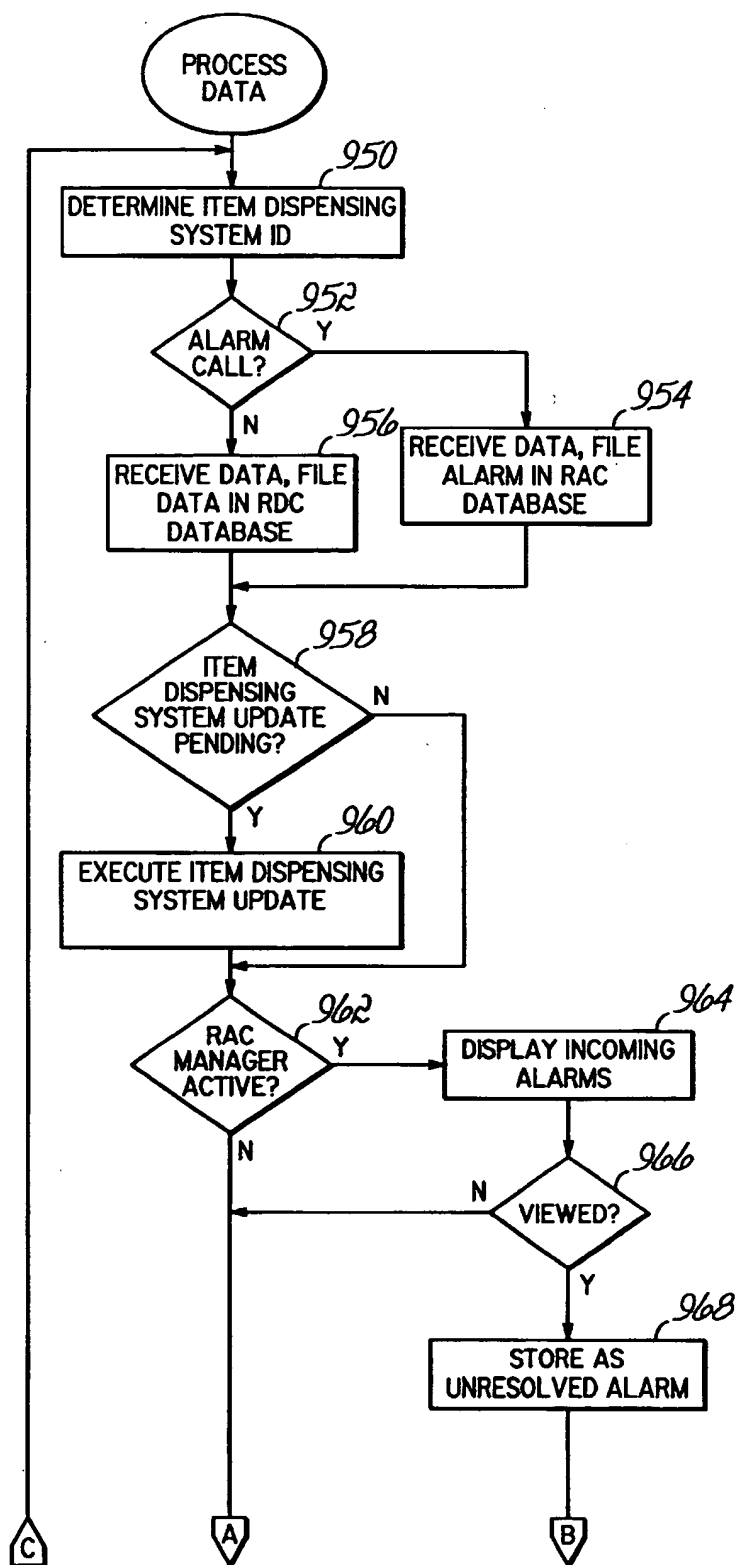 PROCESS
DATA
950
DETERMINE ITEM DISPENSING
SYSTEM ID
952
ALARM
CALL?
Y
N
956
RECEIVE DATA, FILE
DATA IN RDC
DATABASE
954
RECEIVE DATA, FILE
ALARM IN RAC
DATABASE
958
ITEM
DISPENSING
SYSTEM UPDATE
PENDING?
N
Y
960
EXECUTE ITEM DISPENSING
SYSTEM UPDATE
962
RAC
MANAGER
ACTIVE?
Y
N
964
DISPLAY INCOMING
ALARMS
966
VIEWED?
N
Y
968
STORE AS
UNRESOLVED ALARM
C
A
B